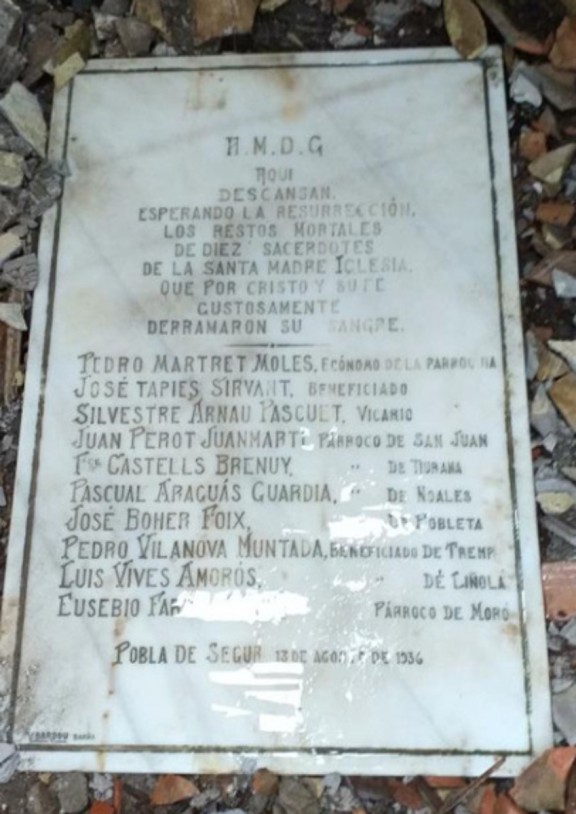 H.M.D.G
AQUI
DESCANSAN,
ESPERANDO LA RESURRECCIÓN,
LOS RESTOS MORTALES
DE DIEZ SACERDOTES
DE LA SANTA MADRE IGLESIA,
QUE POR CRISTO Y SU FE
GUSTOSAMENTE
DERRAMARON SU SANGRE.
PEDRO MARTRET MOLES, ECÓNOMO DE LA PARROQUIA
JOSÉ TAPIES SIRVANT, BENEFICIADO
SILVESTRE ARNAU PASCUET, VICARIO
JUAN PEROT JUANMARTI, PÁRROCO DE SAN JUAN
FCO CASTELLS BRENUY, " DE TIURANA
PASCUAL ARAGUÁS GUARDIA, " DE NOALES
JOSÉ BOHER FOIX, DE POBLETA
PEDRO VILANOVA MUNTADA, BENEFICIADO DE TREMP
LUIS VIVES AMORÓS, " DE LIÑOLA
EUSEBIO PÁRROCO DE MORÓ
POBLA DE SEGUR 13 DE AGOSTO DE 1936